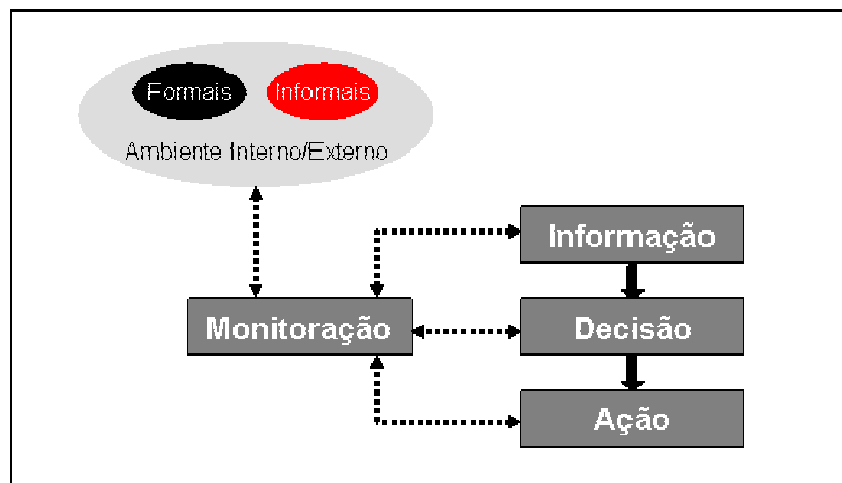 Formais
Informais
Ambiente Interno/Externo
Informação
Monitoração
Decisão
Ação